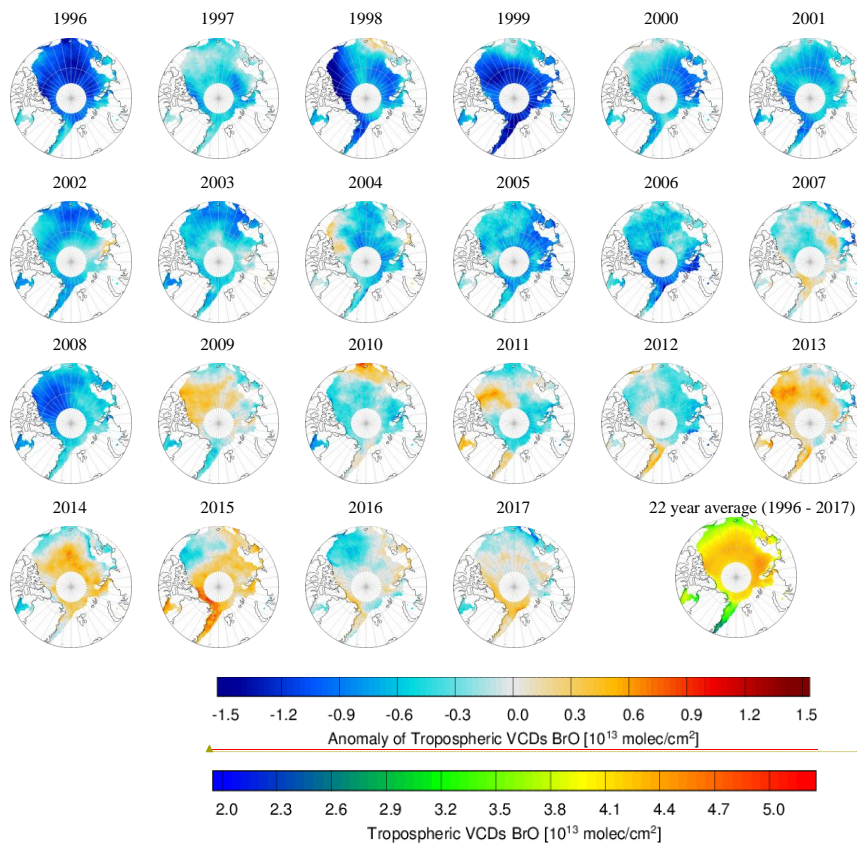 1996 1997 1998 1999 2000 2001
2002 2003 2004 2005 2006 2007
2008 2009 2010 2011 2012 2013
2014 2015 2016 2017 22 year average (1996 - 2017)
-1.5 -1.2 -0.9 -0.6 -0.3 0.0 0.3 0.6 0.9 1.2 1.5
Anomaly of Tropospheric VCDs BrO [10¹³ molec/cm²]
2.0 2.3 2.6 2.9 3.2 3.5 3.8 4.1 4.4 4.7 5.0
Tropospheric VCDs BrO [10¹³ molec/cm²]